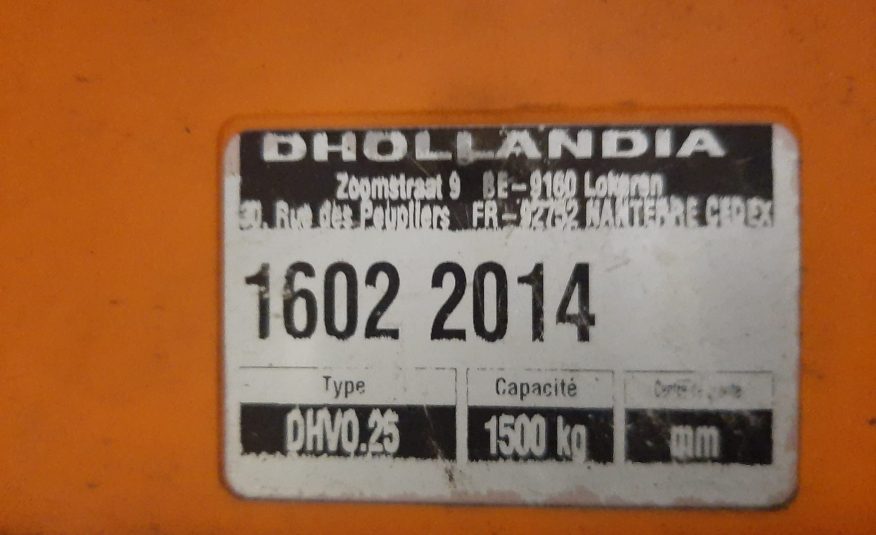 DHOLLANDIA
Zoomstraat 9 BE-9160 Lokeren
30, Rue des Peupliers FR-92752 NANTERRE CEDEX
1602 2014
Type Capacité
DHVO.25 1500 kg mm